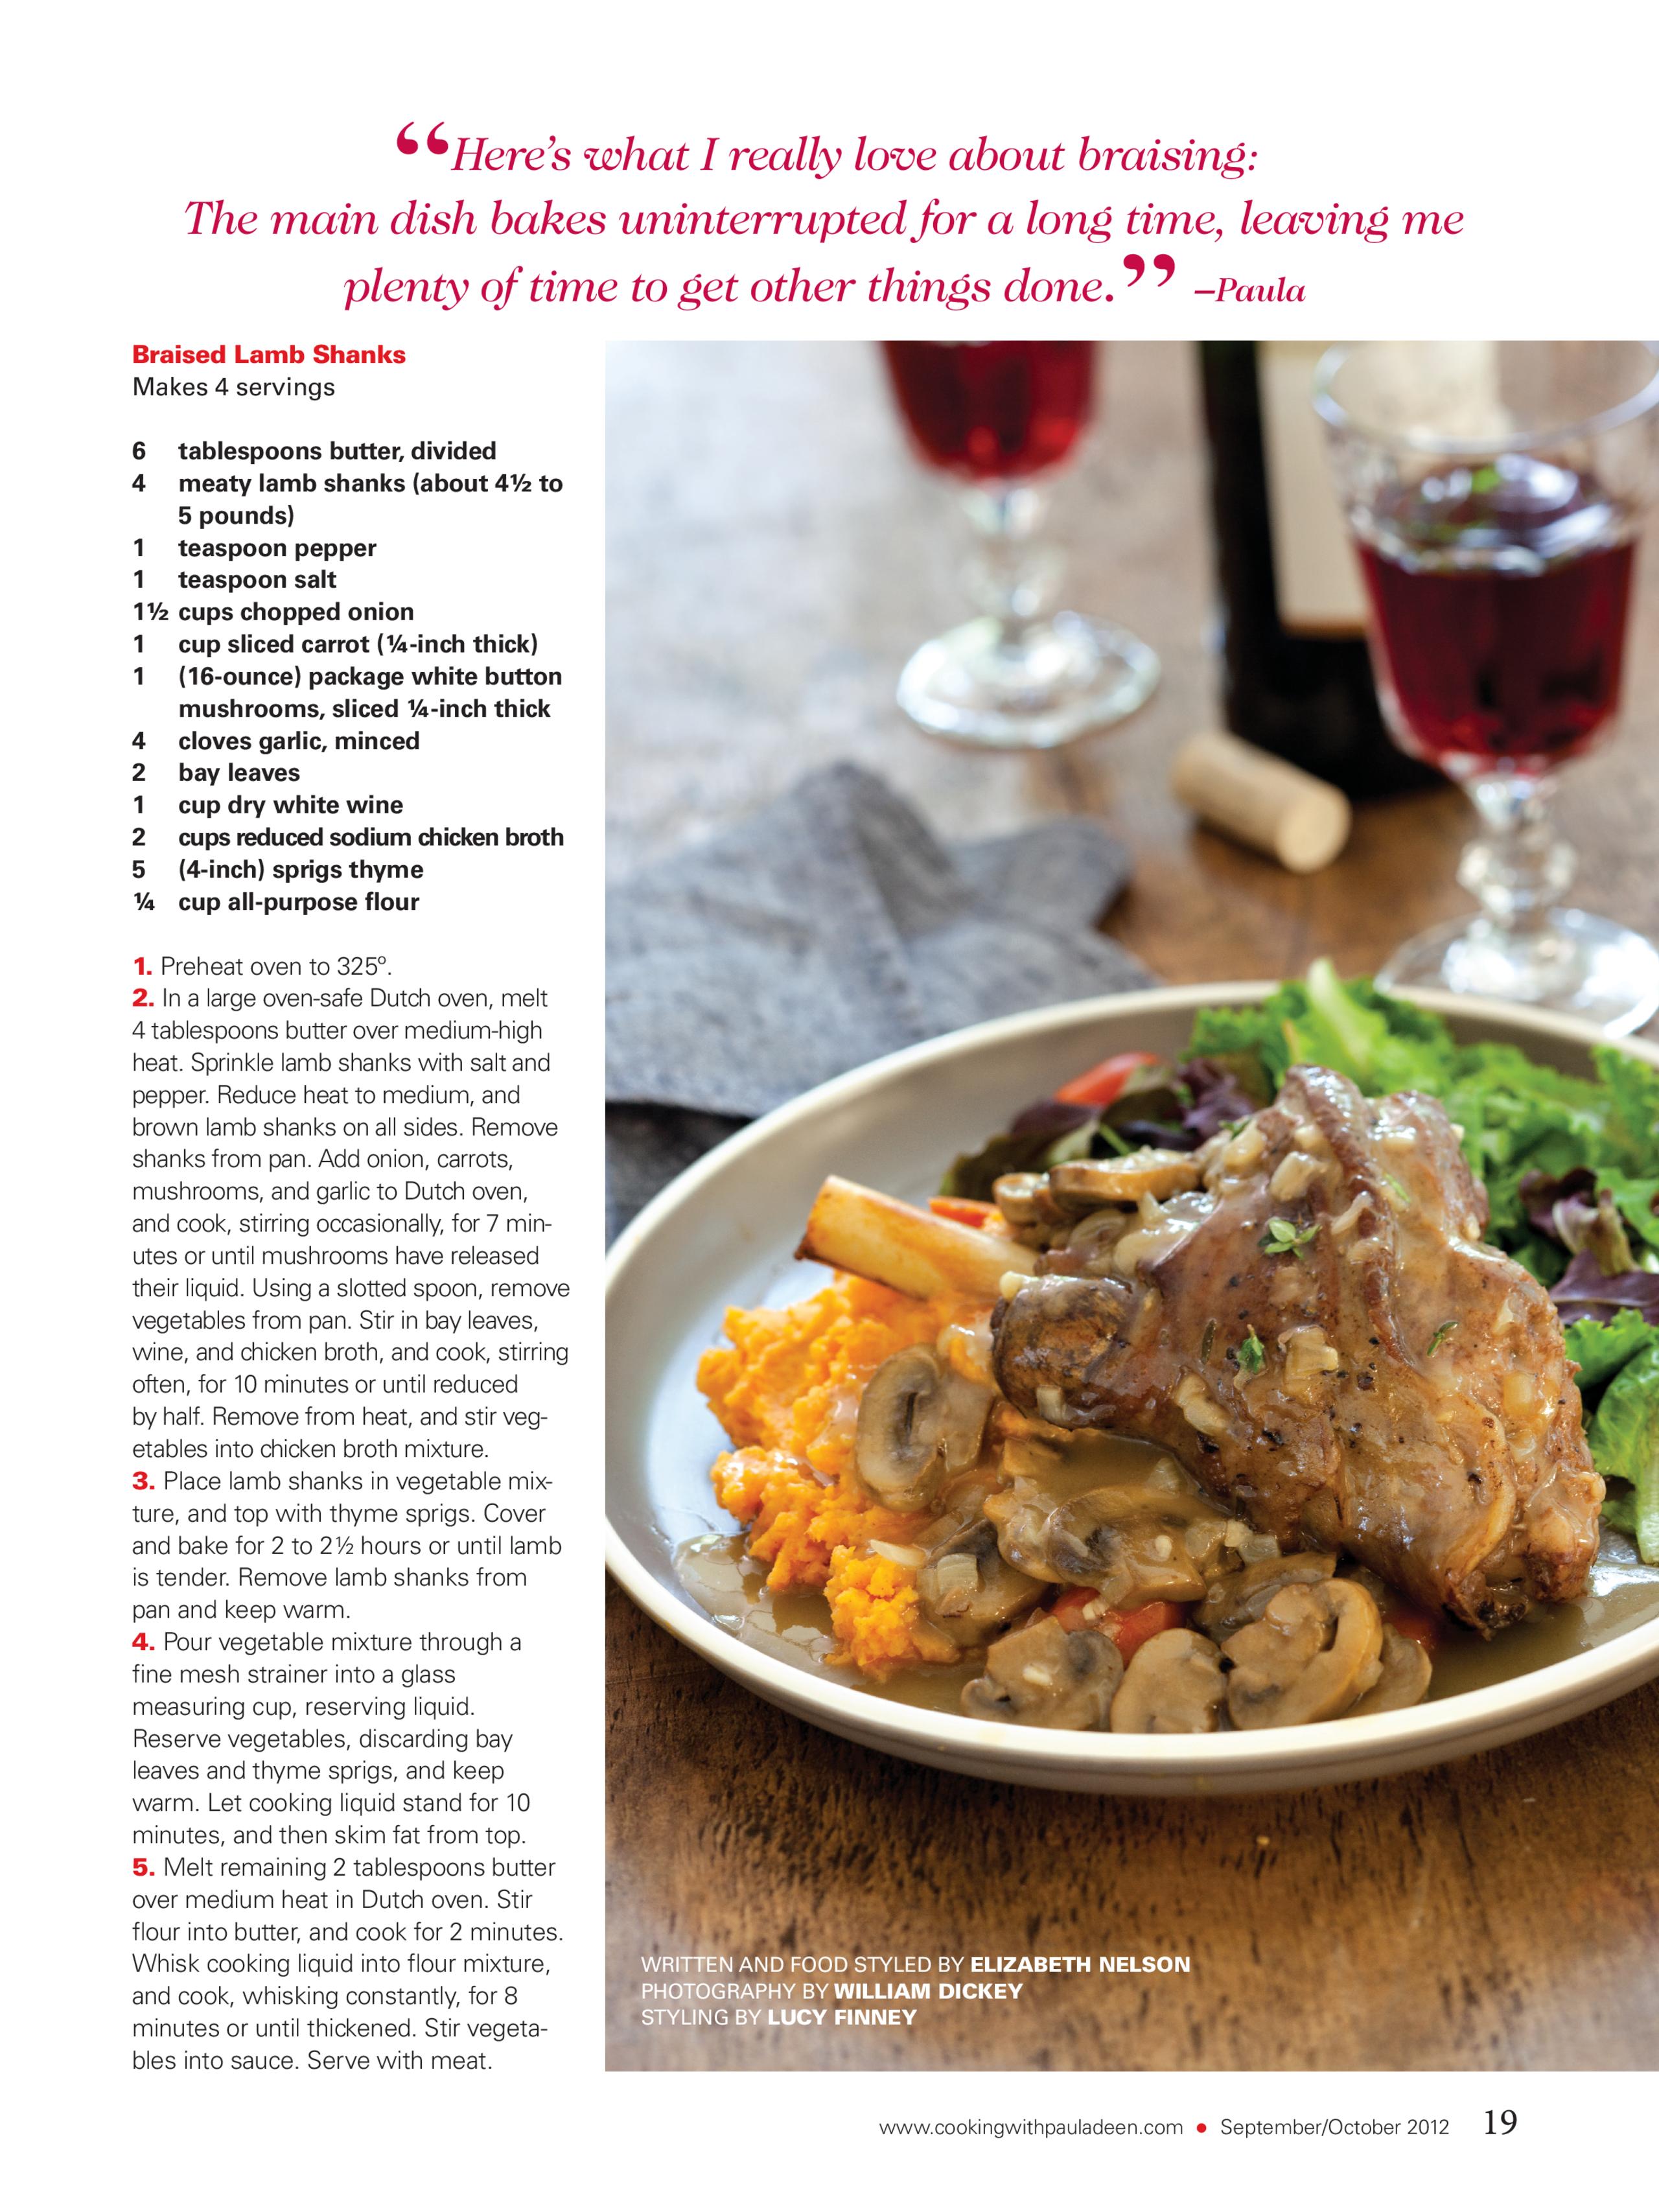 “Here’s what I really love about braising:
The main dish bakes uninterrupted for a long time, leaving me
plenty of time to get other things done.” –Paula
Braised Lamb Shanks
Makes 4 servings
6 tablespoons butter, divided
4 meaty lamb shanks (about 4½ to
5 pounds)
1 teaspoon pepper
1 teaspoon salt
1½ cups chopped onion
1 cup sliced carrot (¼-inch thick)
1 (16-ounce) package white button
mushrooms, sliced ¼-inch thick
4 cloves garlic, minced
2 bay leaves
1 cup dry white wine
2 cups reduced sodium chicken broth
5 (4-inch) sprigs thyme
¼ cup all-purpose flour
1. Preheat oven to 325º.
2. In a large oven-safe Dutch oven, melt
4 tablespoons butter over medium-high
heat. Sprinkle lamb shanks with salt and
pepper. Reduce heat to medium, and
brown lamb shanks on all sides. Remove
shanks from pan. Add onion, carrots,
mushrooms, and garlic to Dutch oven,
and cook, stirring occasionally, for 7 min-
utes or until mushrooms have released
their liquid. Using a slotted spoon, remove
vegetables from pan. Stir in bay leaves,
wine, and chicken broth, and cook, stirring
often, for 10 minutes or until reduced
by half. Remove from heat, and stir veg-
etables into chicken broth mixture.
3. Place lamb shanks in vegetable mix-
ture, and top with thyme sprigs. Cover
and bake for 2 to 2½ hours or until lamb
is tender. Remove lamb shanks from
pan and keep warm.
4. Pour vegetable mixture through a
fine mesh strainer into a glass
measuring cup, reserving liquid.
Reserve vegetables, discarding bay
leaves and thyme sprigs, and keep
warm. Let cooking liquid stand for 10
minutes, and then skim fat from top.
5. Melt remaining 2 tablespoons butter
over medium heat in Dutch oven. Stir
flour into butter, and cook for 2 minutes.
Whisk cooking liquid into flour mixture,
and cook, whisking constantly, for 8
minutes or until thickened. Stir vegeta-
bles into sauce. Serve with meat.
WRITTEN AND FOOD STYLED BY ELIZABETH NELSON
PHOTOGRAPHY BY WILLIAM DICKEY
STYLING BY LUCY FINNEY
www.cookingwithpauladeen.com • September/October 2012 19